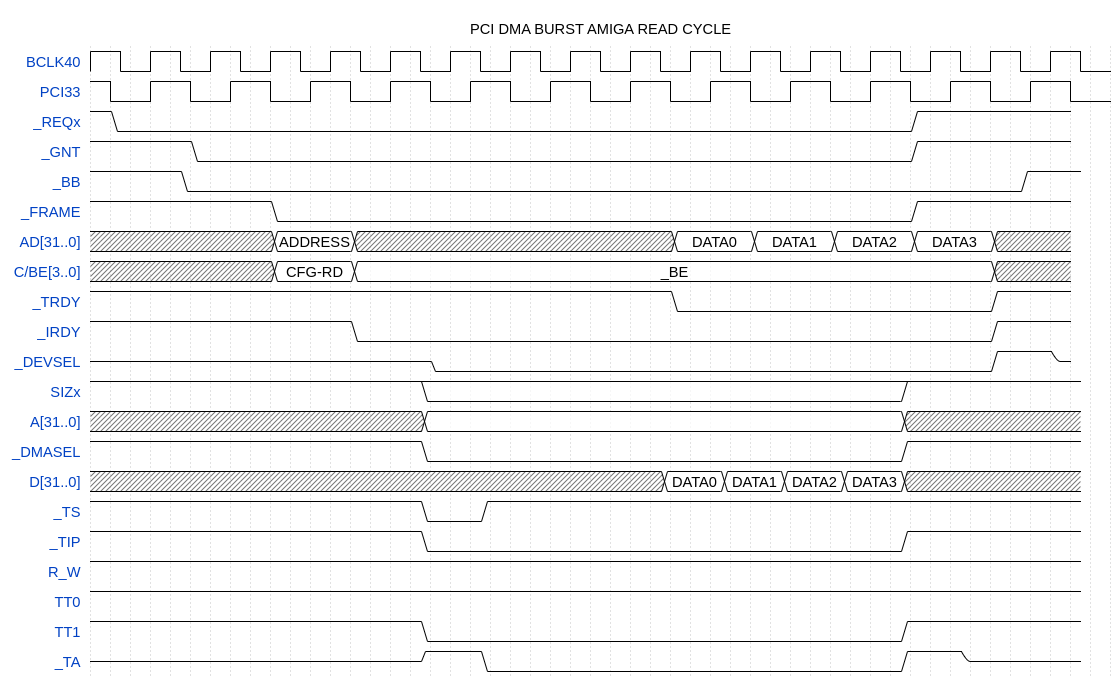 PCI DMA BURST AMIGA READ CYCLE
BCLK40
PCI33
_REQx
_GNT
_BB
_FRAME
AD[31..0] ADDRESS DATA0 DATA1 DATA2 DATA3
C/BE[3..0] CFG-RD _BE
_TRDY
_IRDY
_DEVSEL
SIZx
A[31..0]
_DMASEL
D[31..0] DATA0 DATA1 DATA2 DATA3
_TS
_TIP
R_W
TT0
TT1
_TA